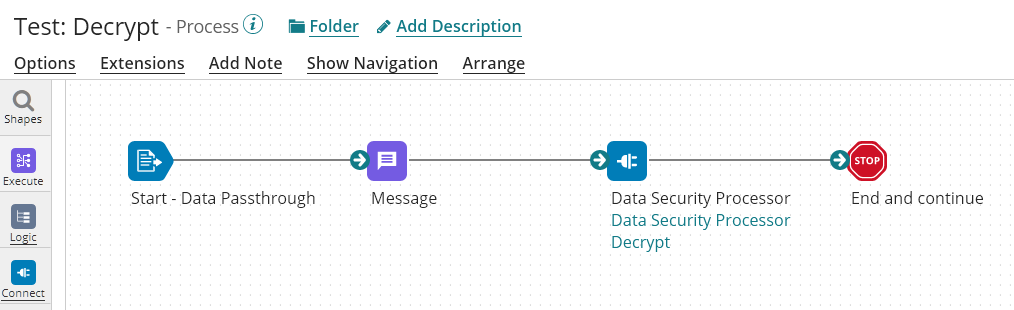 Test: Decrypt - Process i Folder Add Description
Options Extensions Add Note Show Navigation Arrange
Shapes
Execute
Logic
Connect
Start - Data Passthrough
Message
Data Security Processor
Data Security Processor
Decrypt
STOP
End and continue